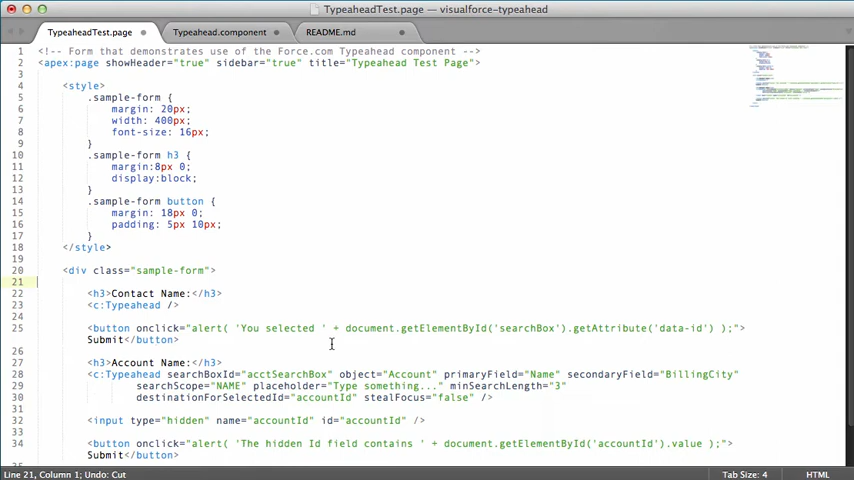 TypeaheadTest.page — visualforce-typeahead
TypeaheadTest.page
Typeahead.component
README.md
1 <!-- Form that demonstrates use of the Force.com Typeahead component -->
2 <apex:page showHeader="true" sidebar="true" title="Typeahead Test Page">
3
4 <style>
5 .sample-form {
6 margin: 20px;
7 width: 400px;
8 font-size: 16px;
9 }
10 .sample-form h3 {
11 margin:8px 0;
12 display:block;
13 }
14 .sample-form button {
15 margin: 18px 0;
16 padding: 5px 10px;
17 }
18 </style>
19
20 <div class="sample-form">
21
22 <h3>Contact Name:</h3>
23 <c:Typeahead />
24
25 <button onclick="alert( 'You selected ' + document.getElementById('searchBox').getAttribute('data-id') );">
Submit</button>
26
27 <h3>Account Name:</h3>
28 <c:Typeahead searchBoxId="acctSearchBox" object="Account" primaryField="Name" secondaryField="BillingCity"
29 searchScope="NAME" placeholder="Type something..." minSearchLength="3"
30 destinationForSelectedId="accountId" stealFocus="false" />
31
32 <input type="hidden" name="accountId" id="accountId" />
33
34 <button onclick="alert( 'The hidden Id field contains ' + document.getElementById('accountId').value );">
Submit</button>
Line 21, Column 1; Undo: Cut
Tab Size: 4
HTML